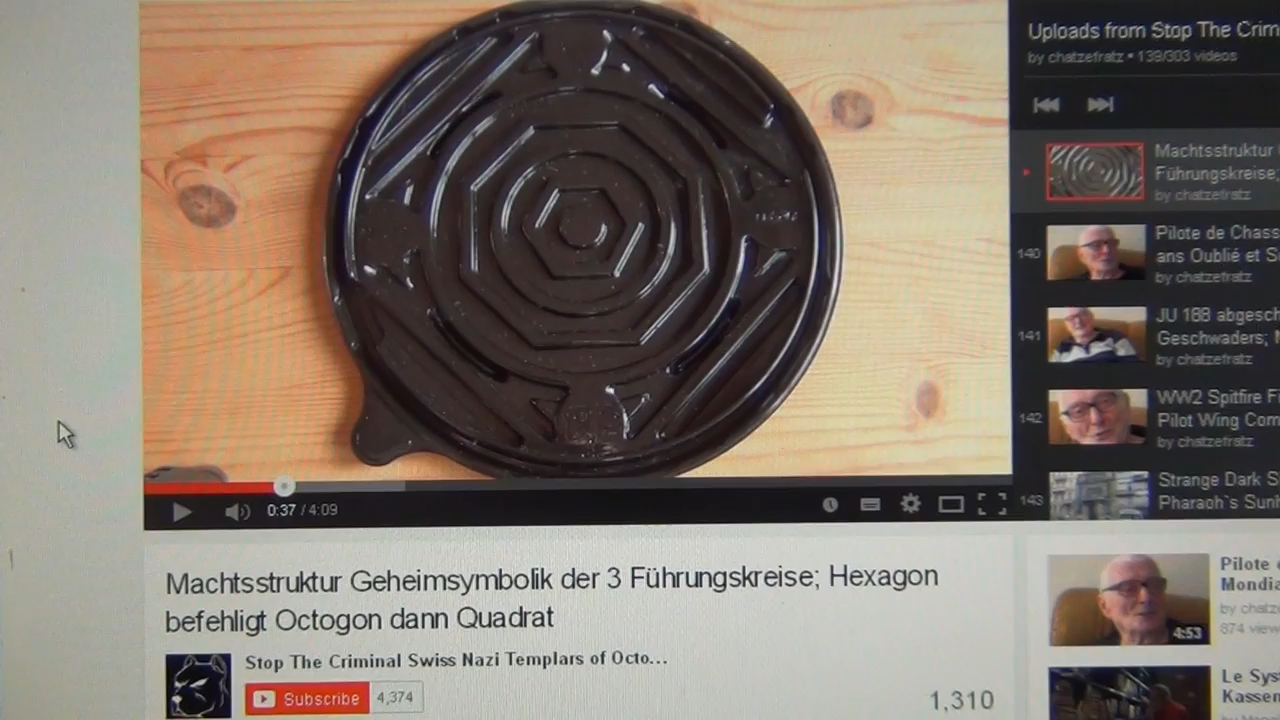 Uploads from Stop The Crim
by chatzefratz • 139/303 videos
Machtsstruktur
Führungskreise;
by chatzefratz
140
Pilote de Chass
ans Oublié et S
by chatzefratz
141
JU 188 abgesch
Geschwaders;
by chatzefratz
142
WW2 Spitfire Fi
Pilot Wing Com
by chatzefratz
143
Strange Dark S
Pharaoh`s Sunl
0:37 / 4:09
Machtsstruktur Geheimsymbolik der 3 Führungskreise; Hexagon
befehligt Octogon dann Quadrat
Stop The Criminal Swiss Nazi Templars of Octo...
Subscribe 4,374
1,310
Pilote
Mondia
by chatz
874 view
4:53
Le Sys
Kassen